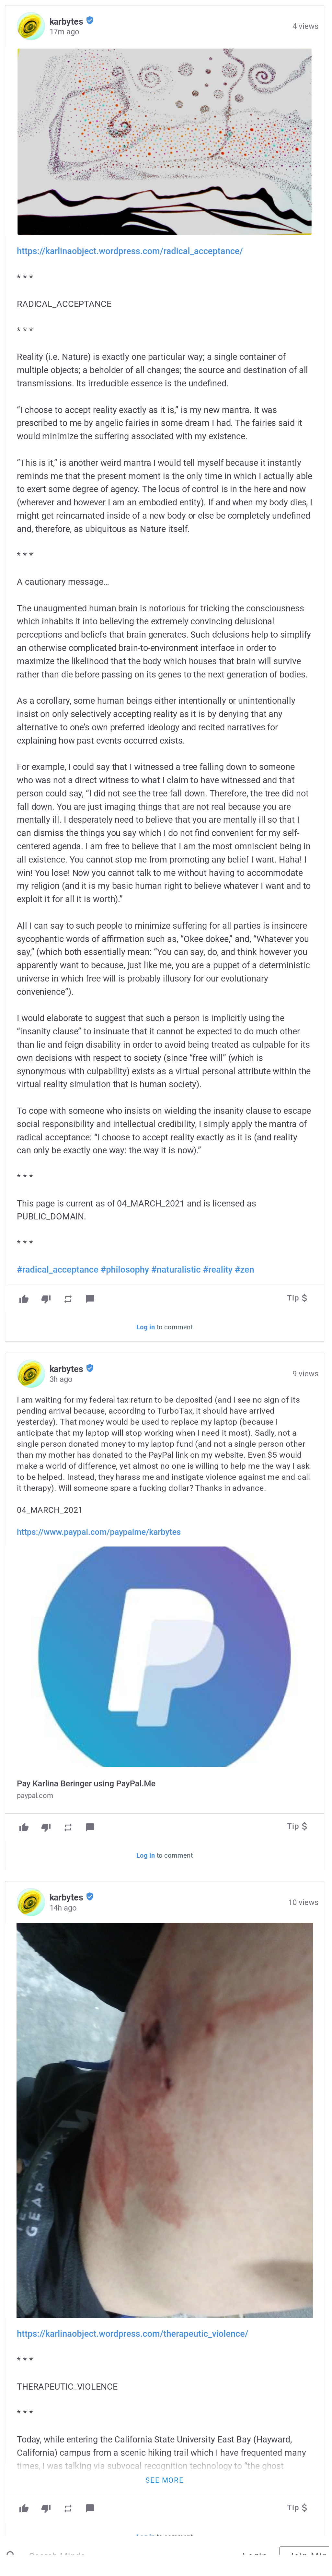 karbytes
17m ago
4 views
https://karlinaobject.wordpress.com/radical_acceptance/
* * *
RADICAL_ACCEPTANCE
* * *
Reality (i.e. Nature) is exactly one particular way; a single container of
multiple objects; a beholder of all changes; the source and destination of all
transmissions. Its irreducible essence is the undefined.
“I choose to accept reality exactly as it is,” is my new mantra. It was
prescribed to me by angelic fairies in some dream I had. The fairies said it
would minimize the suffering associated with my existence.
“This is it,” is another weird mantra I would tell myself because it instantly
reminds me that the present moment is the only time in which I actually able
to exert some degree of agency. The locus of control is in the here and now
(wherever and however I am an embodied entity). If and when my body dies, I
might get reincarnated inside of a new body or else be completely undefined
and, therefore, as ubiquitous as Nature itself.
* * *
A cautionary message…
The unaugmented human brain is notorious for tricking the consciousness
which inhabits it into believing the extremely convincing delusional
perceptions and beliefs that brain generates. Such delusions help to simplify
an otherwise complicated brain-to-environment interface in order to
maximize the likelihood that the body which houses that brain will survive
rather than die before passing on its genes to the next generation of bodies.
As a corollary, some human beings either intentionally or unintentionally
insist on only selectively accepting reality as it is by denying that any
alternative to one’s own preferred ideology and recited narratives for
explaining how past events occurred exists.
For example, I could say that I witnessed a tree falling down to someone
who was not a direct witness to what I claim to have witnessed and that
person could say, “I did not see the tree fall down. Therefore, the tree did not
fall down. You are just imagining things that are not real because you are
mentally ill. I desperately need to believe that you are mentally ill so that I
can dismiss the things you say which I do not find convenient for my self-
centered agenda. I am free to believe that I am the most omniscient being in
all existence. You cannot stop me from promoting any belief I want. Haha! I
win! You lose! Now you cannot talk to me without having to accommodate
my religion (and it is my basic human right to believe whatever I want and to
exploit it for all it is worth).”
All I can say to such people to minimize suffering for all parties is insincere
sycophantic words of affirmation such as, “Okee dokee,” and, “Whatever you
say,” (which both essentially mean: “You can say, do, and think however you
apparently want to because, just like me, you are a puppet of a deterministic
universe in which free will is probably illusory for our evolutionary
convenience”).
I would elaborate to suggest that such a person is implicitly using the
“insanity clause” to insinuate that it cannot be expected to do much other
than lie and feign disability in order to avoid being treated as culpable for its
own decisions with respect to society (since “free will” (which is
synonymous with culpability) exists as a virtual personal attribute within the
virtual reality simulation that is human society).
To cope with someone who insists on wielding the insanity clause to escape
social responsibility and intellectual credibility, I simply apply the mantra of
radical acceptance: “I choose to accept reality exactly as it is (and reality
can be only exactly one way: the way it is now).”
* * *
This page is current as of 04_MARCH_2021 and is licensed as
PUBLIC_DOMAIN.
* * *
#radical_acceptance #philosophy #naturalistic #reality #zen
Tip $
Log in to comment
karbytes
3h ago
9 views
I am waiting for my federal tax return to be deposited (and I see no sign of its
pending arrival because, according to TurboTax, it should have arrived
yesterday). That money would be used to replace my laptop (because I
anticipate that my laptop will stop working when I need it most). Sadly, not a
single person donated money to my laptop fund (and not a single person other
than my mother has donated to the PayPal link on my website. Even $5 would
make a world of difference, yet almost no one is willing to help me the way I ask
to be helped. Instead, they harass me and instigate violence against me and call
it therapy). Will someone spare a fucking dollar? Thanks in advance.
04_MARCH_2021
https://www.paypal.com/paypalme/karbytes
Pay Karlina Beringer using PayPal.Me
paypal.com
Tip $
Log in to comment
karbytes
14h ago
10 views
GEAR
https://karlinaobject.wordpress.com/therapeutic_violence/
* * *
THERAPEUTIC_VIOLENCE
* * *
Today, while entering the California State University East Bay (Hayward,
California) campus from a scenic hiking trail which I have frequented many
times, I was talking via subvocal recognition technology to “the ghost
SEE MORE
Tip $